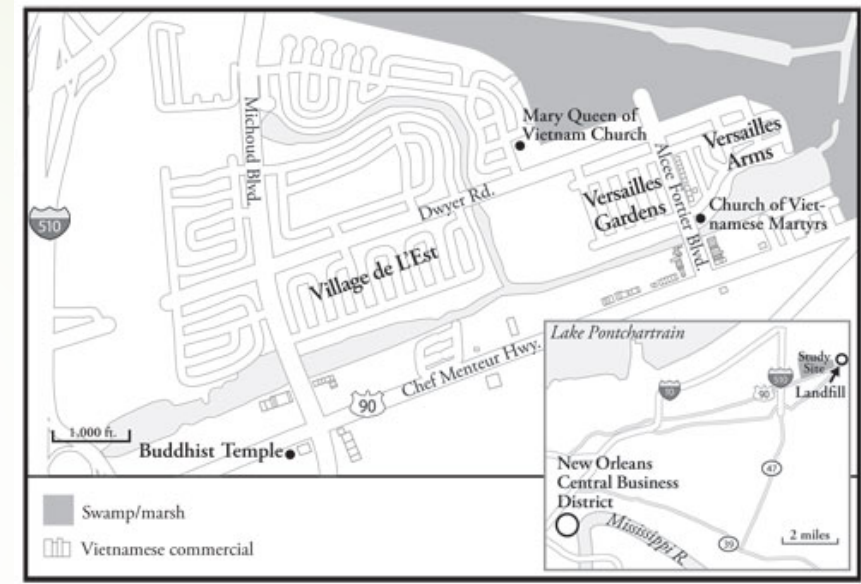 Michoud Blvd.
Mary Queen of
Vietnam Church
Versailles
Arms
Alcee Fortier Blvd.
Versailles
Gardens
Dwyer Rd.
Church of Viet-
namese Martyrs
510
Village de L'Est
Chef Menteur Hwy.
90
1,000 ft.
Buddhist Temple
Lake Pontchartrain
Study
Site
Landfill
10
510
90
47
New Orleans
Central Business
District
Mississippi R.
39
2 miles
Swamp/marsh
Vietnamese commercial